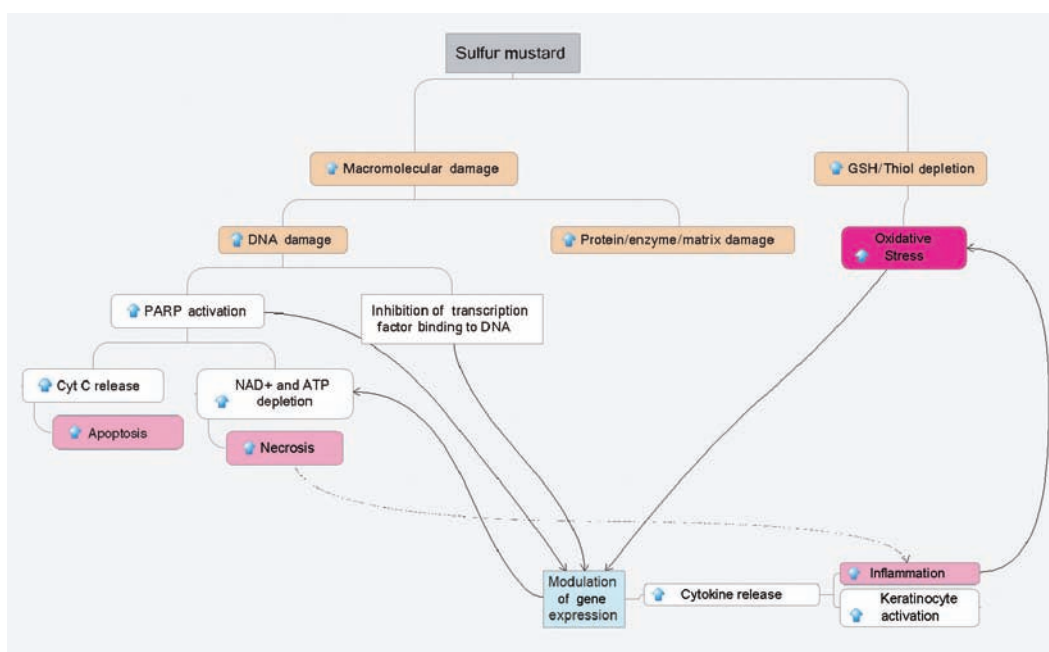 Sulfur mustard
Macromolecular damage
GSH/Thiol depletion
DNA damage
Protein/enzyme/matrix damage
Oxidative
Stress
PARP activation
Inhibition of transcription
factor binding to DNA
Cyt C release
NAD+ and ATP
depletion
Apoptosis
Necrosis
Modulation
of gene
expression
Cytokine release
Inflammation
Keratinocyte
activation